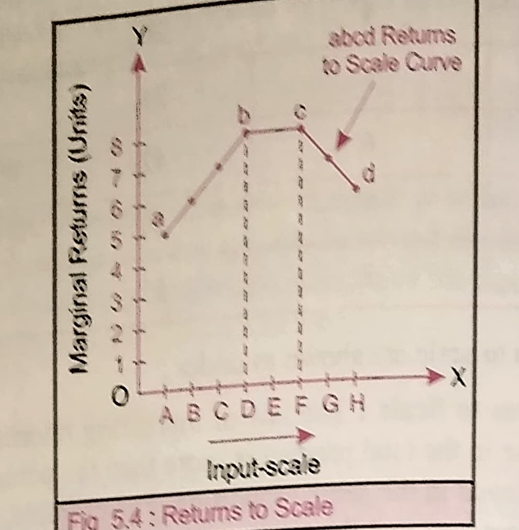 Y
abcd Returns
to Scale Curve
Marginal Returns (Units)
8
7
6
5
4
3
2
1
O
a
b
c
d
A B C D E F G H
X
Input-scale
Fig 5.4 : Returns to Scale